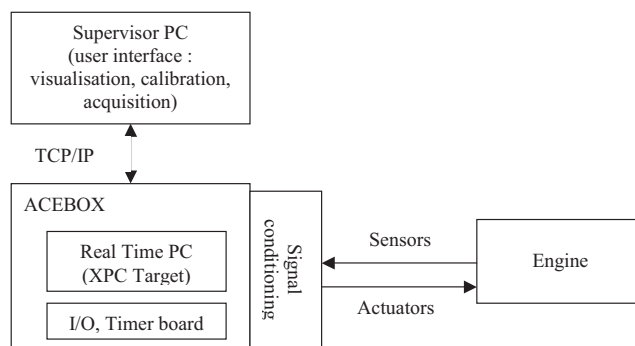 Supervisor PC
(user interface :
visualisation, calibration,
acquisition)
TCP/IP
ACEBOX
Real Time PC
(XPC Target)
I/O, Timer board
Signal
conditioning
Sensors
Actuators
Engine